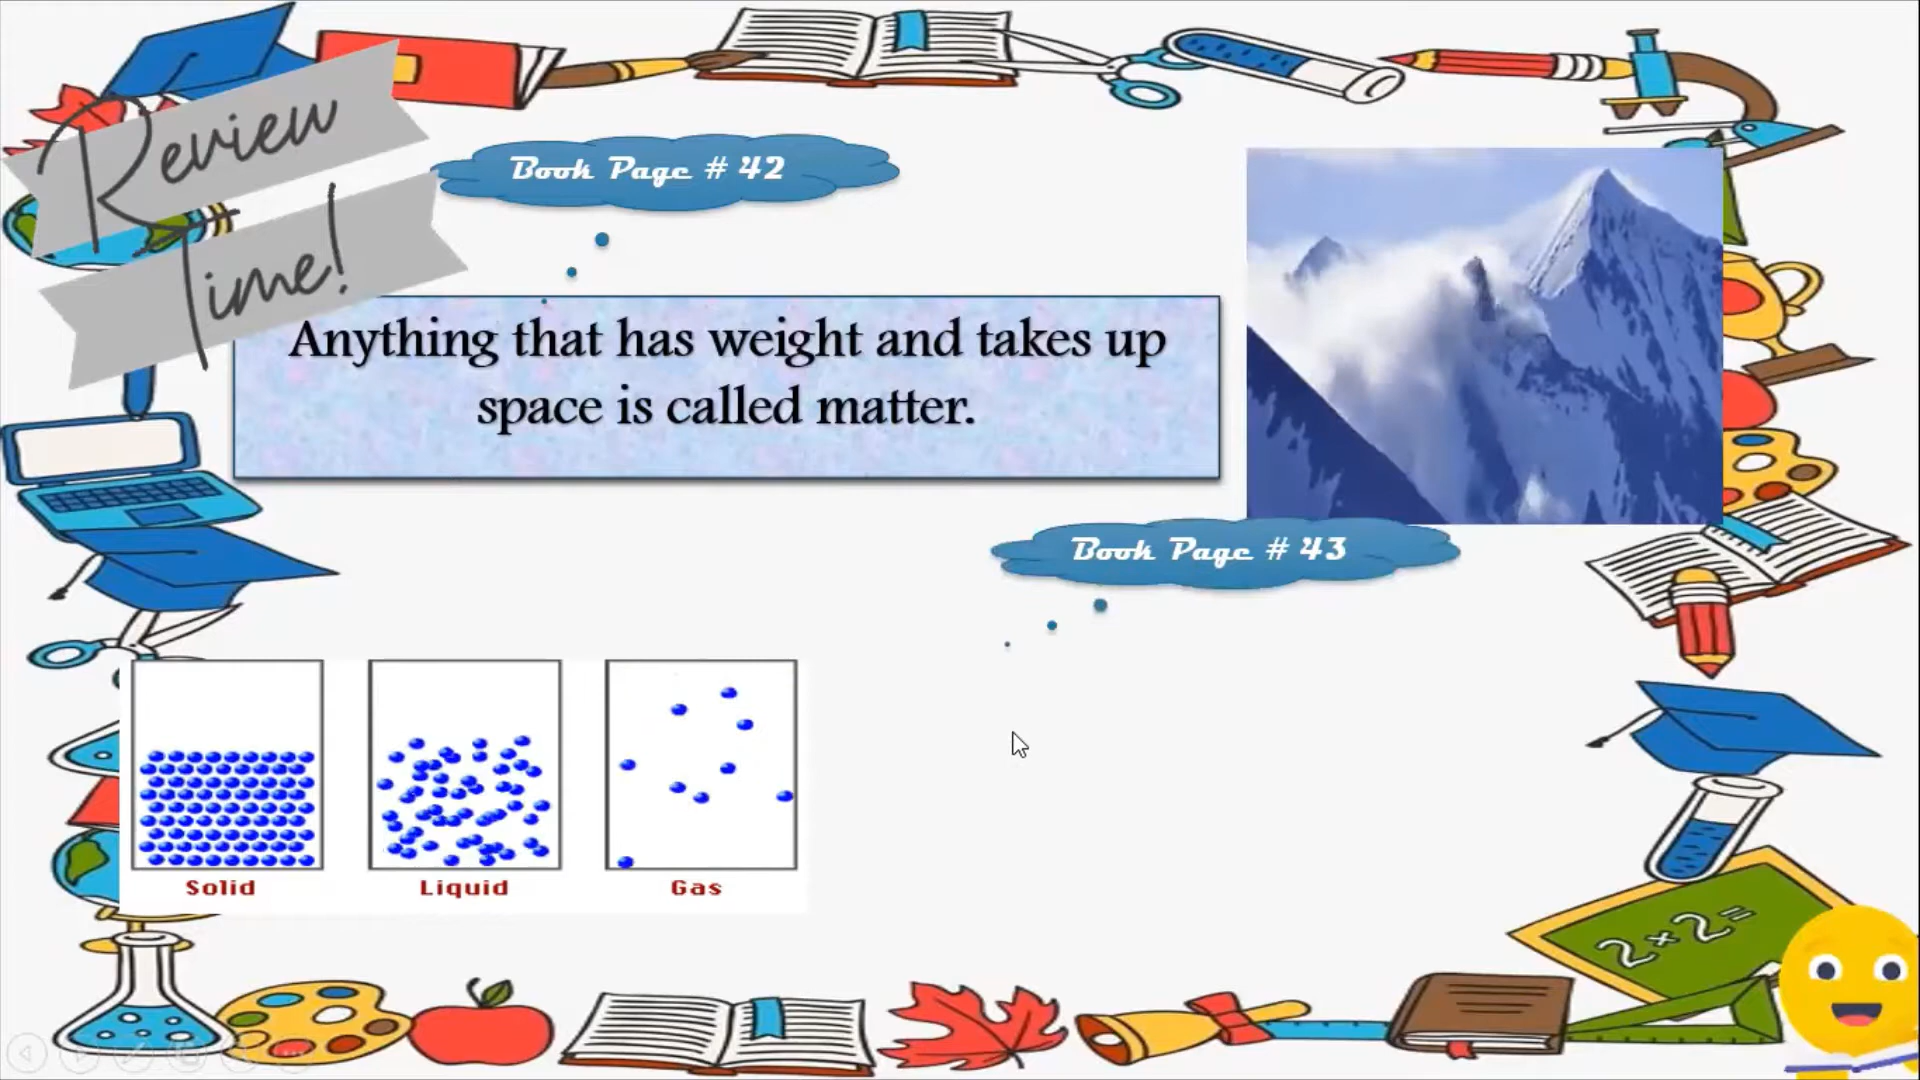 Review
Time!
Book Page # 42
Anything that has weight and takes up
space is called matter.
Book Page # 43
Solid
Liquid
Gas
2×2=